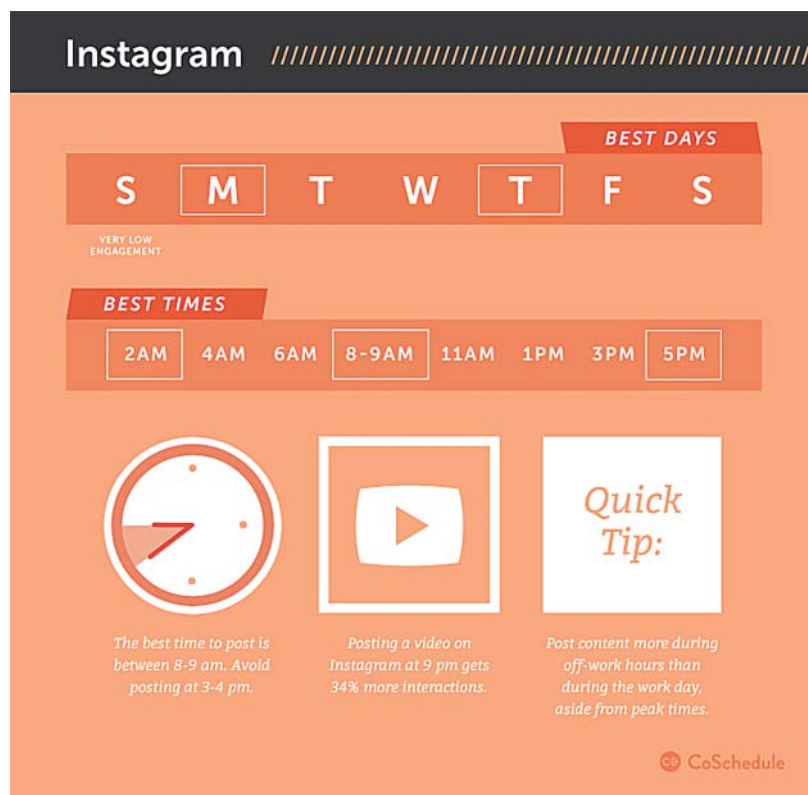 Instagram
BEST DAYS
S M T W T F S
VERY LOW
ENGAGEMENT
BEST TIMES
2AM 4AM 6AM 8-9AM 11AM 1PM 3PM 5PM
The best time to post is
between 8-9 am. Avoid
posting at 3-4 pm.
Posting a video on
Instagram at 9 pm gets
34% more interactions.
Quick
Tip:
Post content more during
off-work hours than
during the work day,
aside from peak times.
C& CoSchedule